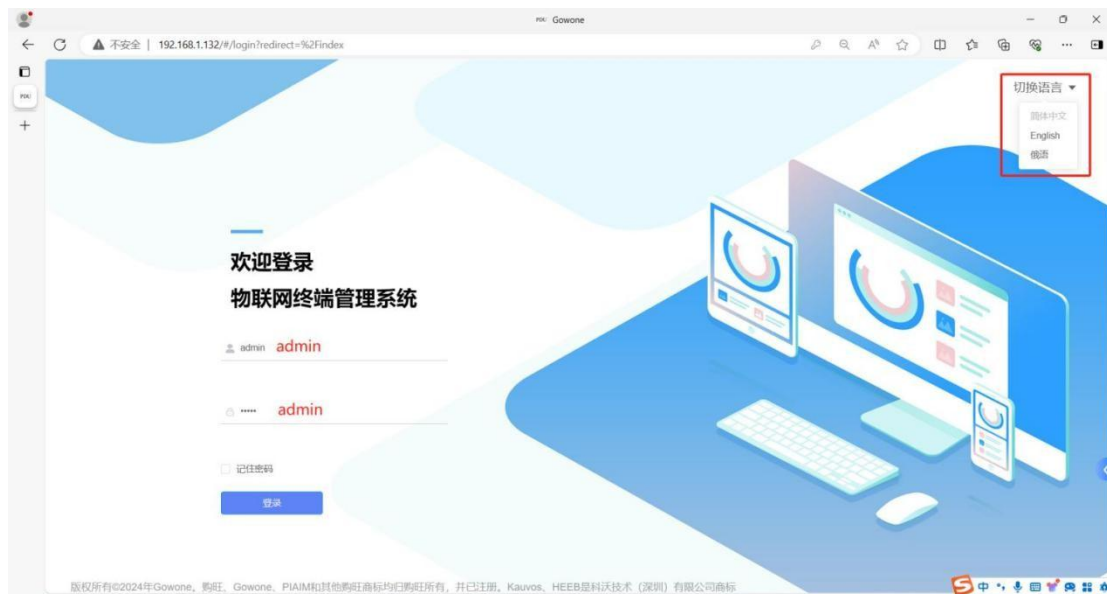 PDU Gowone
不安全 | 192.168.1.132/#/login?redirect=%2Findex
PDU
切换语言
简体中文
English
俄语
欢迎登录
物联网终端管理系统
admin admin
••••• admin
记住密码
登录
版权所有©2024年Gowone。购旺、Gowone、PIAIM和其他购旺商标均归购旺所有，并已注册。Kauvos、HEEB是科沃技术（深圳）有限公司商标
中